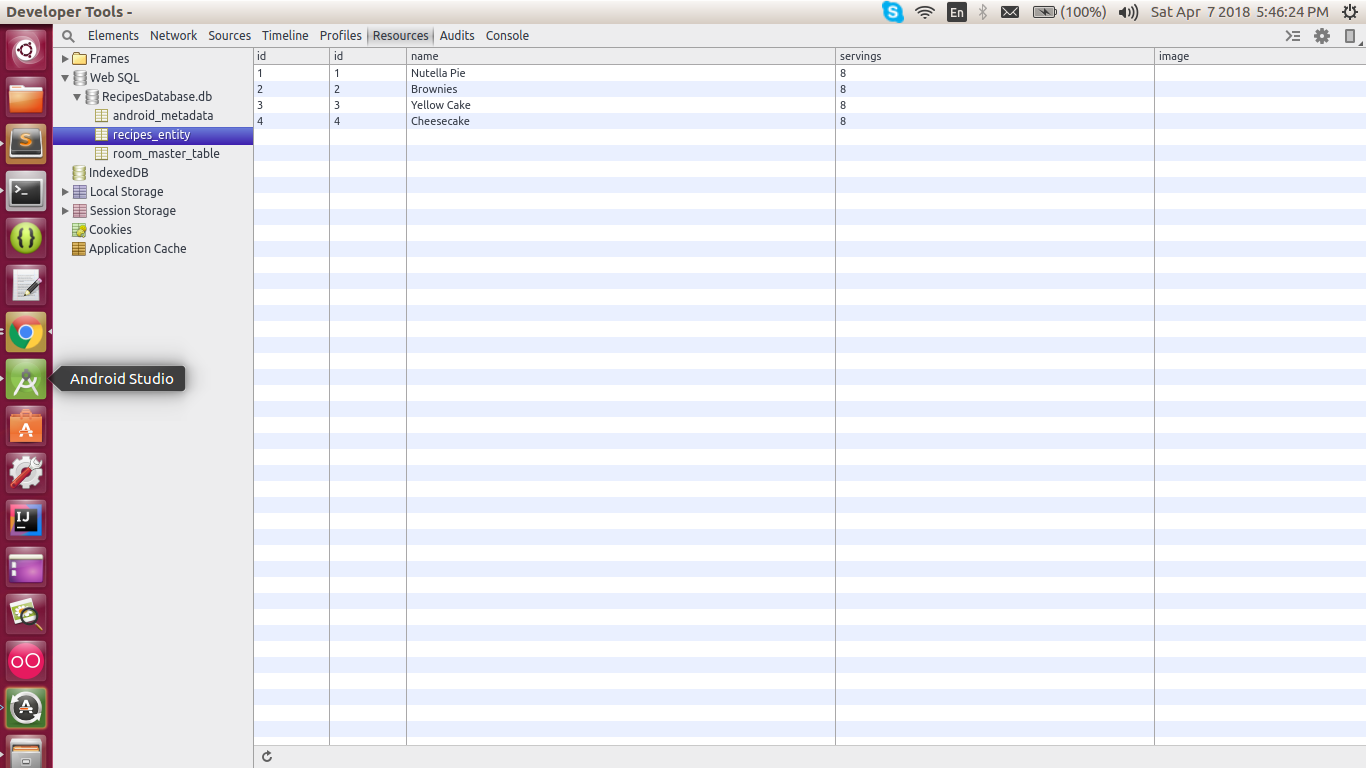 Developer Tools - En (100%) Sat Apr 7 2018 5:46:24 PM
Elements Network Sources Timeline Profiles Resources Audits Console
Frames
Web SQL
RecipesDatabase.db
android_metadata
recipes_entity
room_master_table
IndexedDB
Local Storage
Session Storage
Cookies
Application Cache
Android Studio
id id name servings image
1 1 Nutella Pie 8
2 2 Brownies 8
3 3 Yellow Cake 8
4 4 Cheesecake 8
S
>_
{}
A
IJ
A